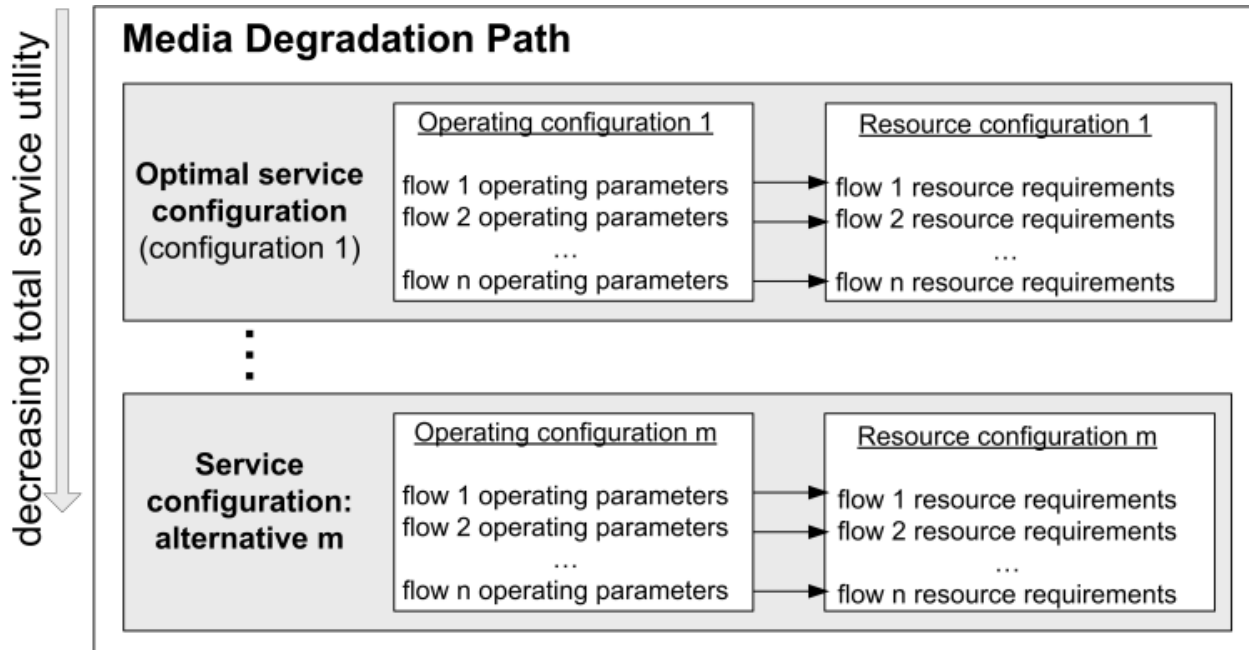 decreasing total service utility
Media Degradation Path
Optimal service
configuration
(configuration 1)
Operating configuration 1
flow 1 operating parameters
flow 2 operating parameters
…
flow n operating parameters
Resource configuration 1
flow 1 resource requirements
flow 2 resource requirements
…
flow n resource requirements
Service
configuration:
alternative m
Operating configuration m
flow 1 operating parameters
flow 2 operating parameters
…
flow n operating parameters
Resource configuration m
flow 1 resource requirements
flow 2 resource requirements
…
flow n resource requirements